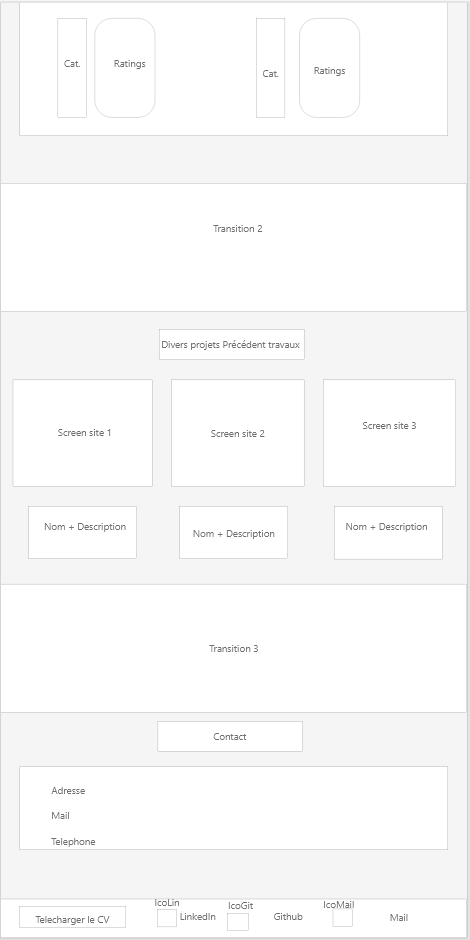 Cat.
Ratings
Cat.
Ratings
Transition 2
Divers projets Précédent travaux
Screen site 1
Screen site 2
Screen site 3
Nom + Description
Nom + Description
Nom + Description
Transition 3
Contact
Adresse
Mail
Telephone
Telecharger le CV
IcoLin
LinkedIn
IcoGit
Github
IcoMail
Mail